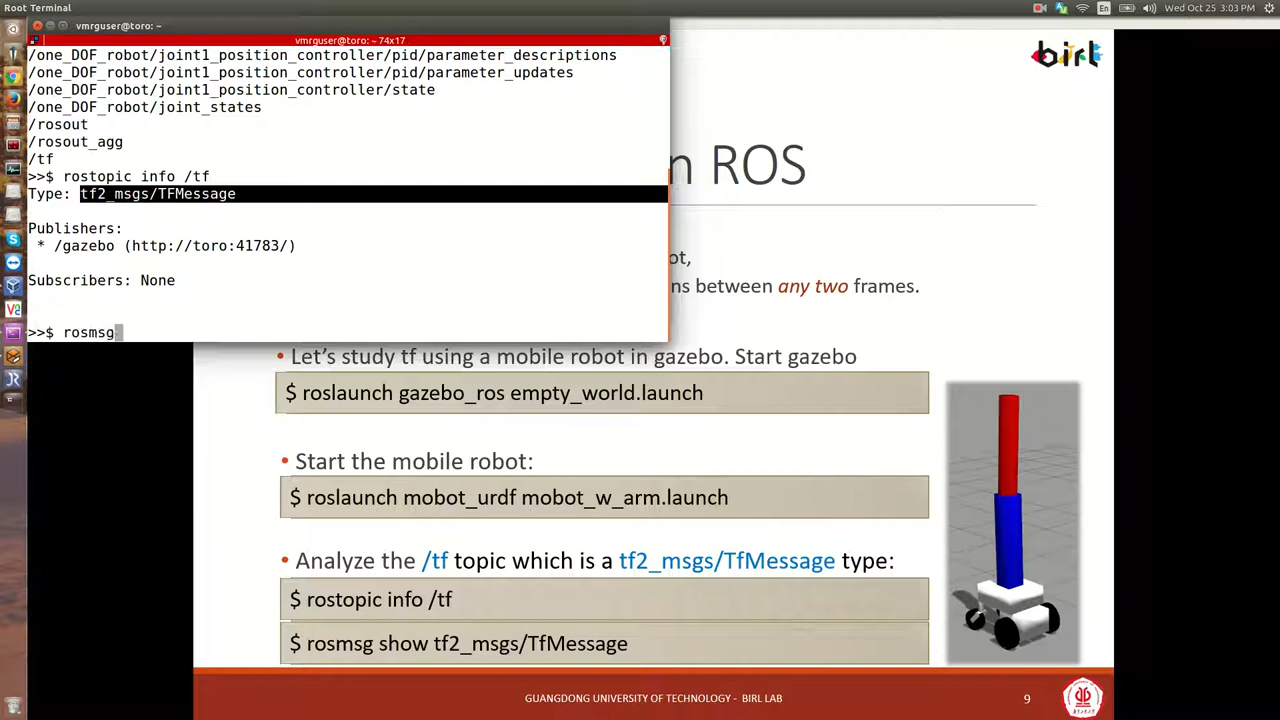 Root Terminal
En
Wed Oct 25 3:03 PM
vmrguser@toro: ~
vmrguser@toro: ~ 74x17
/one_DOF_robot/joint1_position_controller/pid/parameter_descriptions
/one_DOF_robot/joint1_position_controller/pid/parameter_updates
/one_DOF_robot/joint1_position_controller/state
/one_DOF_robot/joint_states
/rosout
/rosout_agg
/tf
>>$ rostopic info /tf
Type: tf2_msgs/TFMessage
Publishers:
* /gazebo (http://toro:41783/)
Subscribers: None
>>$ rosmsg
birl
n ROS
ot,
ns between any two frames.
• Let's study tf using a mobile robot in gazebo. Start gazebo
$ roslaunch gazebo_ros empty_world.launch
• Start the mobile robot:
$ roslaunch mobot_urdf mobot_w_arm.launch
• Analyze the /tf topic which is a tf2_msgs/TfMessage type:
$ rostopic info /tf
$ rosmsg show tf2_msgs/TfMessage
GUANGDONG UNIVERSITY OF TECHNOLOGY - BIRL LAB
9